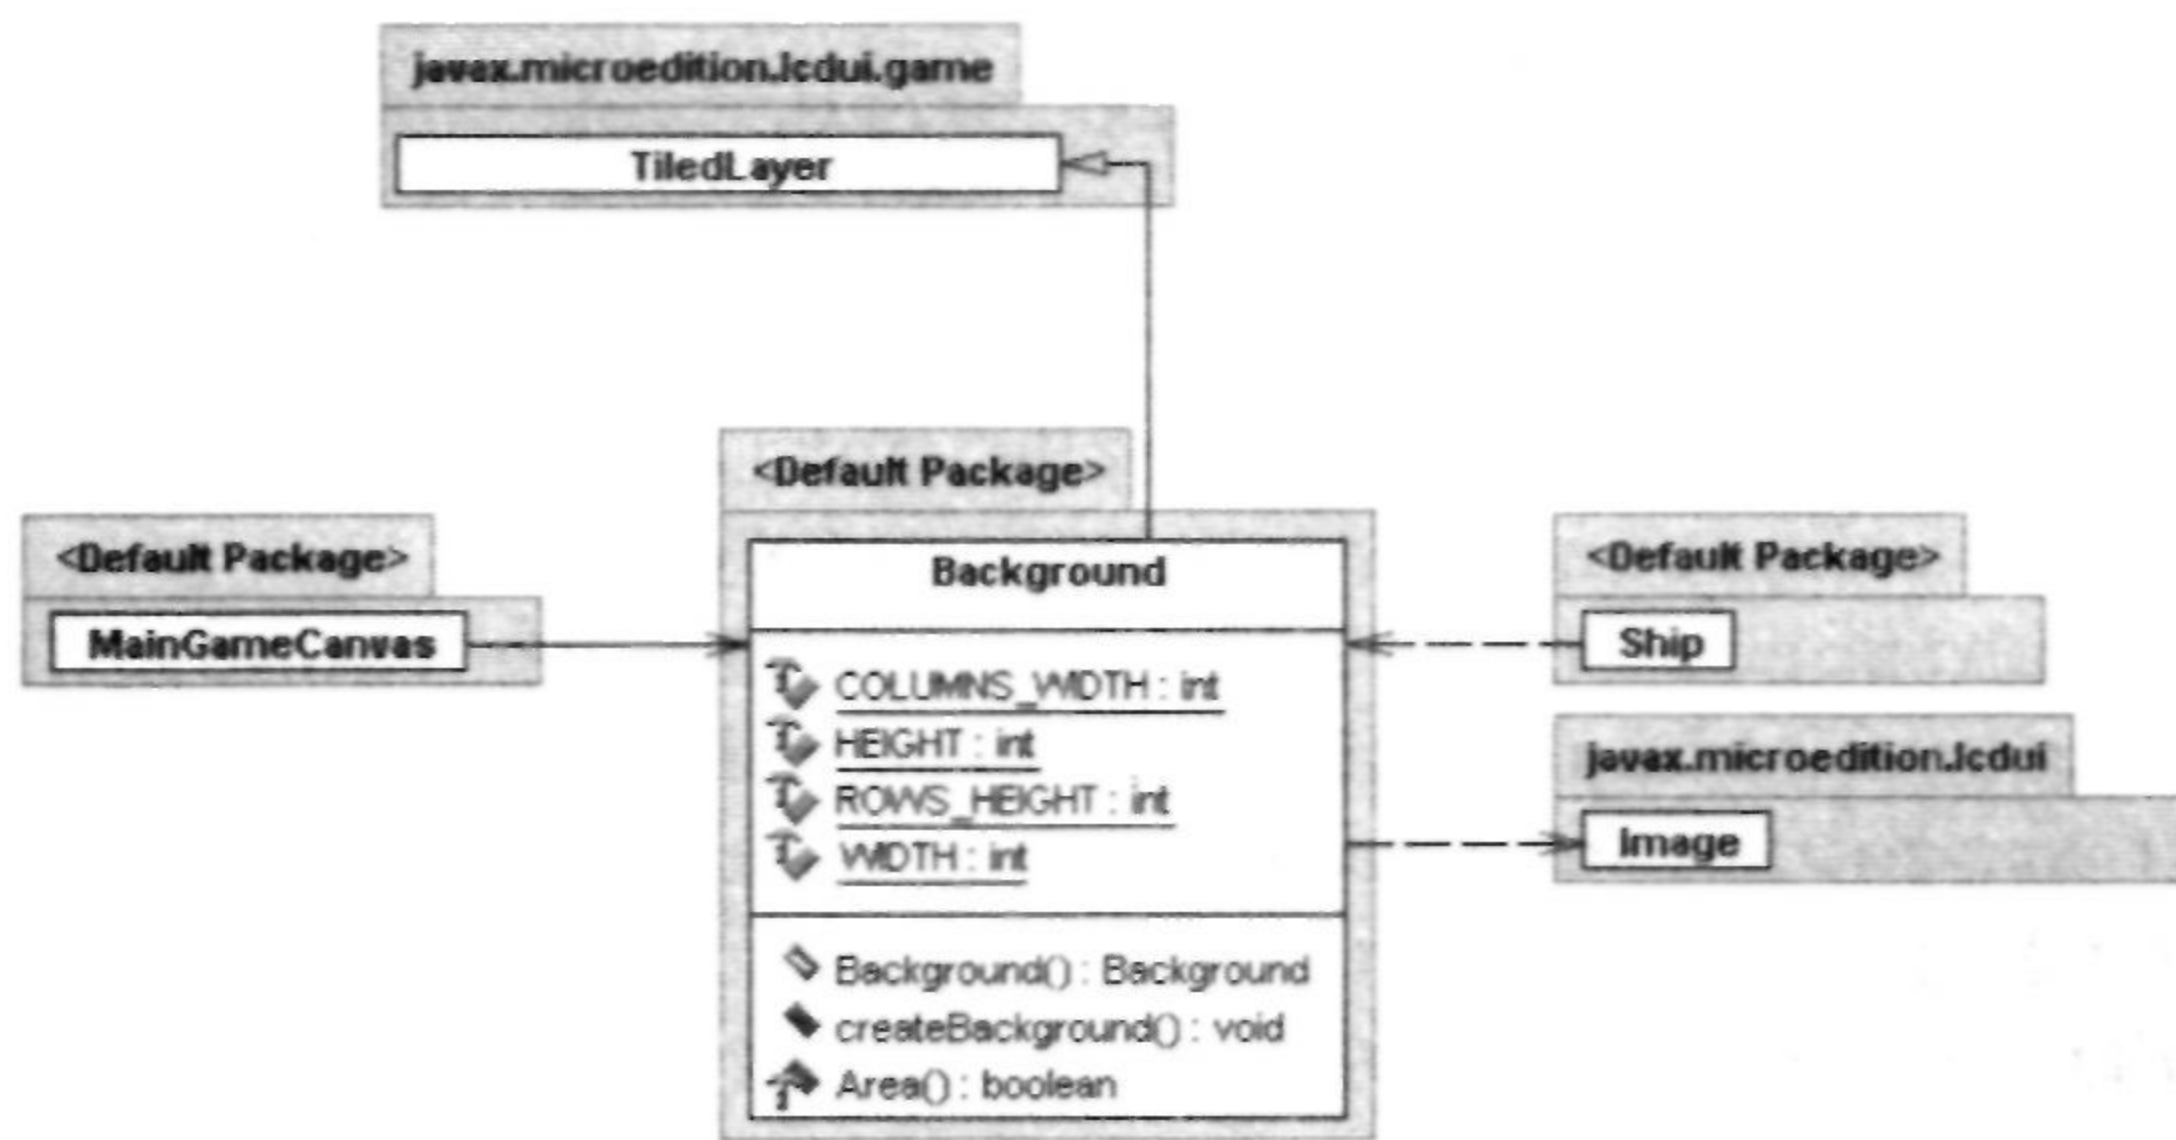 javax.microedition.lcdui.game
TiledLayer
<Default Package>
Background
COLUMNS_WIDTH : int
HEIGHT : int
ROWS_HEIGHT : int
WIDTH : int
Background() : Background
createBackground() : void
Area() : boolean
<Default Package>
MainGameCanvas
<Default Package>
Ship
javax.microedition.lcdui
Image